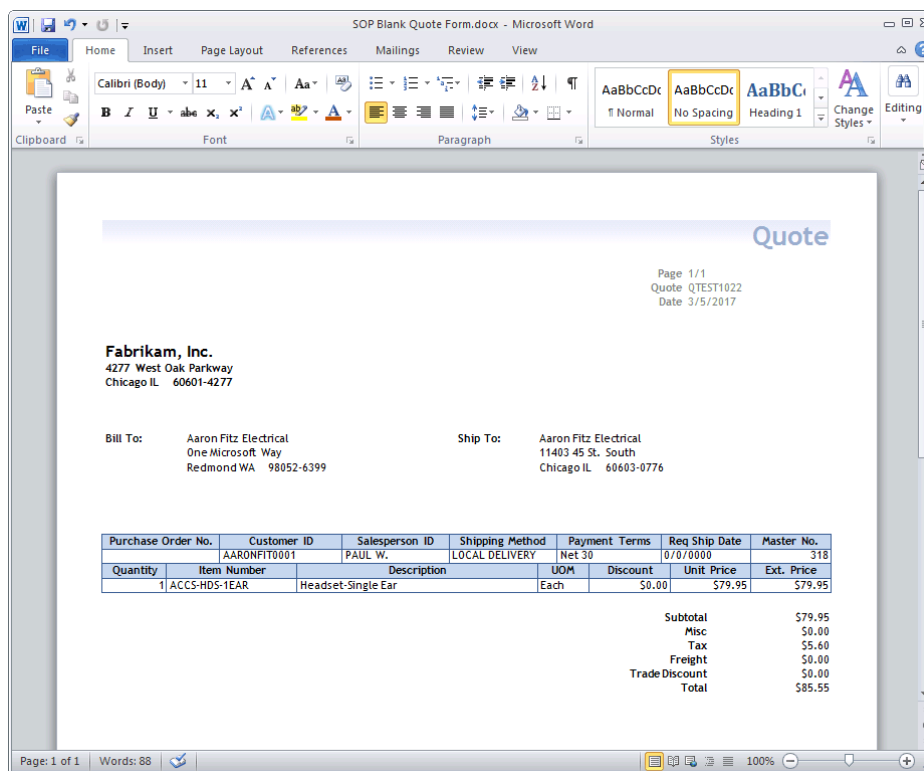 SOP Blank Quote Form.docx - Microsoft Word
File Home Insert Page Layout References Mailings Review View
Paste Calibri (Body) 11 Aa AaBbCcDc AaBbCcDc AaBbC Change Styles Editing
B I U abc x₂ x² A ab A ¶ Normal No Spacing Heading 1
Clipboard Font Paragraph Styles
Quote
Page 1/1
Quote QTEST1022
Date 3/5/2017
Fabrikam, Inc.
4277 West Oak Parkway
Chicago IL 60601-4277
Bill To: Aaron Fitz Electrical Ship To: Aaron Fitz Electrical
One Microsoft Way 11403 45 St. South
Redmond WA 98052-6399 Chicago IL 60603-0776
Purchase Order No. Customer ID Salesperson ID Shipping Method Payment Terms Req Ship Date Master No.
AARONFIT0001 PAUL W. LOCAL DELIVERY Net 30 0/0/0000 318
Quantity Item Number Description UOM Discount Unit Price Ext. Price
1 ACCS-HDS-1EAR Headset-Single Ear Each $0.00 $79.95 $79.95
Subtotal $79.95
Misc $0.00
Tax $5.60
Freight $0.00
Trade Discount $0.00
Total $85.55
Page: 1 of 1 Words: 88 100%